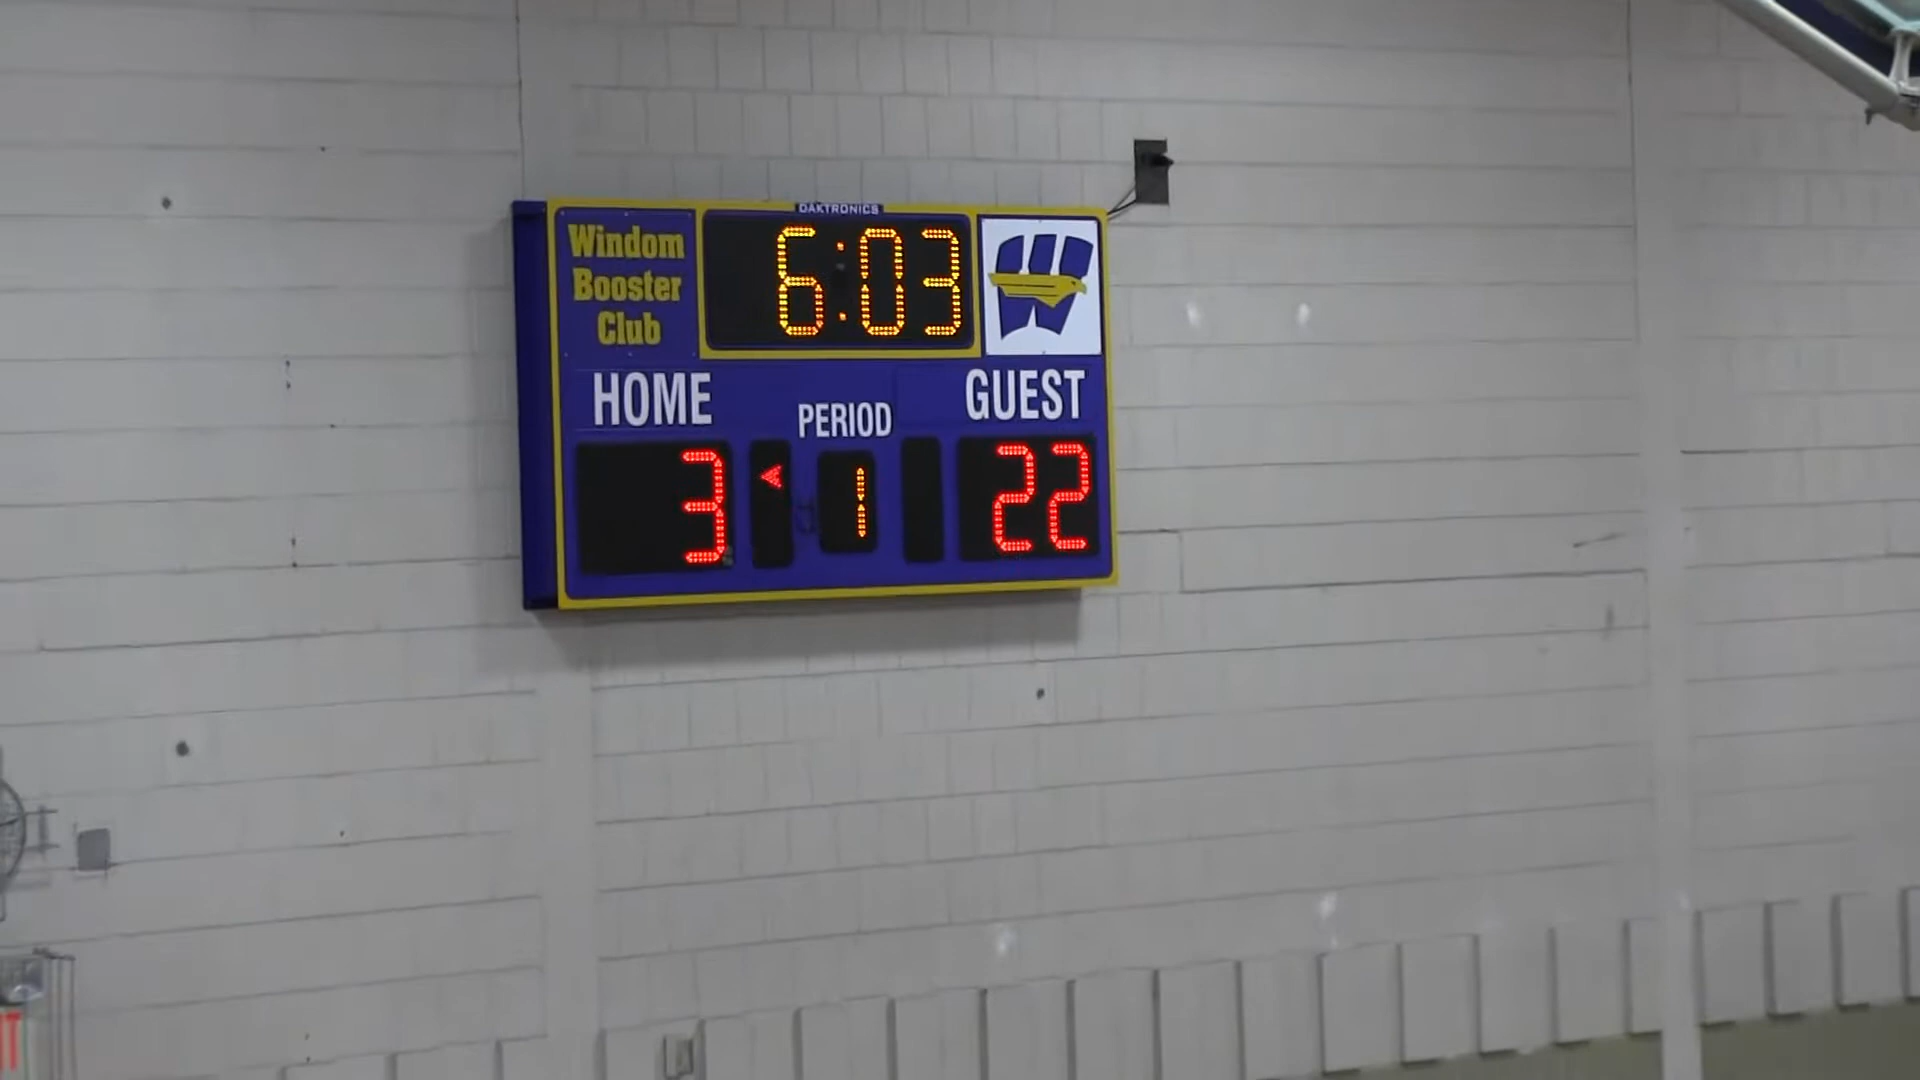 DAKTRONICS
Windom
Booster
Club
6:03
W
HOME
PERIOD
GUEST
3
1
22